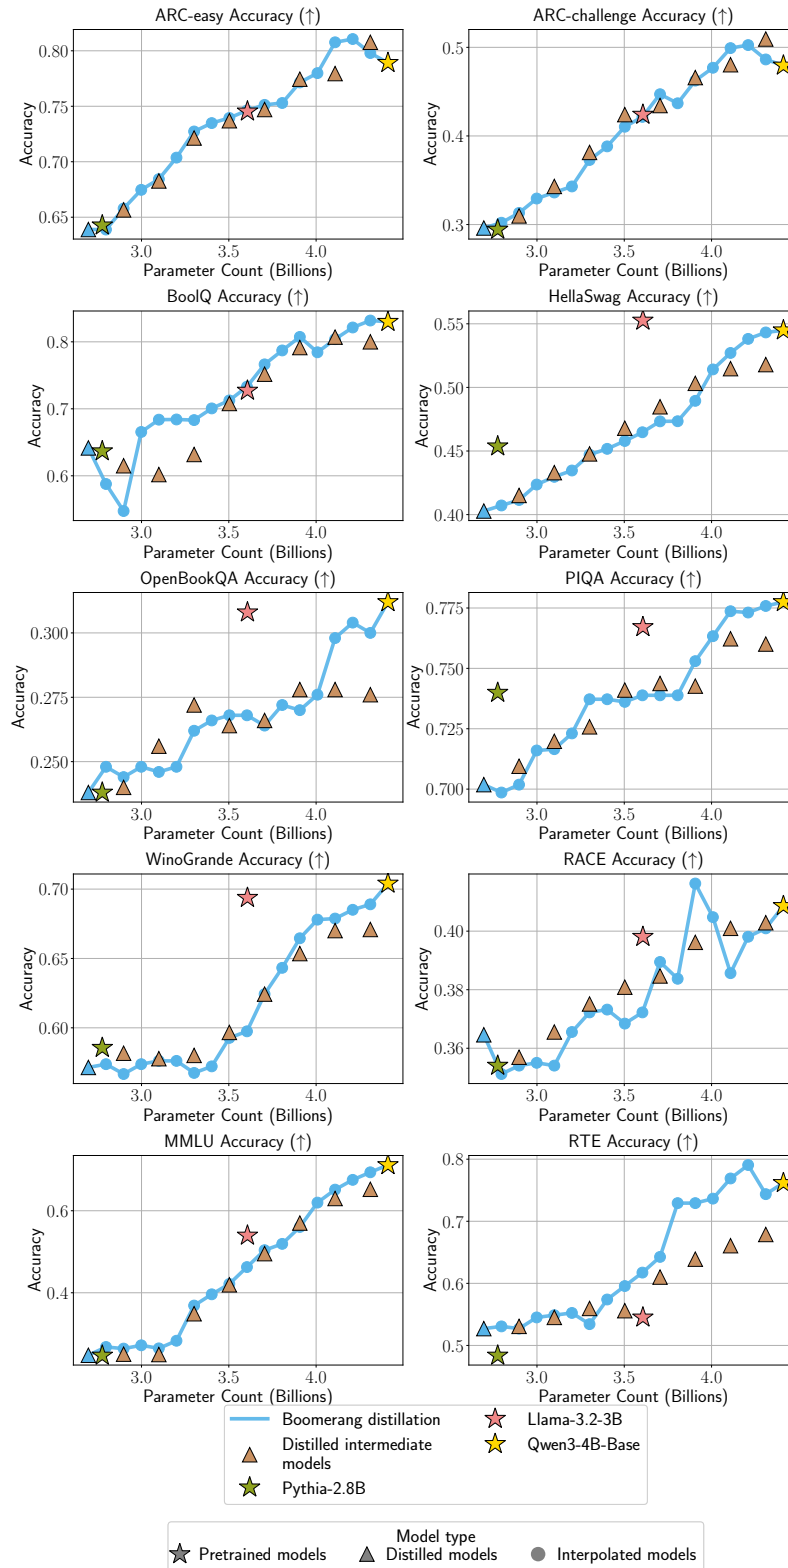 ARC-easy Accuracy (↑)
Accuracy
0.80
0.75
0.70
0.65
3.0
3.5
4.0
Parameter Count (Billions)
ARC-challenge Accuracy (↑)
Accuracy
0.5
0.4
0.3
3.0
3.5
4.0
Parameter Count (Billions)
BoolQ Accuracy (↑)
Accuracy
0.8
0.7
0.6
3.0
3.5
4.0
Parameter Count (Billions)
HellaSwag Accuracy (↑)
Accuracy
0.55
0.50
0.45
0.40
3.0
3.5
4.0
Parameter Count (Billions)
OpenBookQA Accuracy (↑)
Accuracy
0.300
0.275
0.250
3.0
3.5
4.0
Parameter Count (Billions)
PIQA Accuracy (↑)
Accuracy
0.775
0.750
0.725
0.700
3.0
3.5
4.0
Parameter Count (Billions)
WinoGrande Accuracy (↑)
Accuracy
0.70
0.65
0.60
3.0
3.5
4.0
Parameter Count (Billions)
RACE Accuracy (↑)
Accuracy
0.40
0.38
0.36
3.0
3.5
4.0
Parameter Count (Billions)
MMLU Accuracy (↑)
Accuracy
0.6
0.4
3.0
3.5
4.0
Parameter Count (Billions)
RTE Accuracy (↑)
Accuracy
0.8
0.7
0.6
0.5
3.0
3.5
4.0
Parameter Count (Billions)
Boomerang distillation
Distilled intermediate
models
Pythia-2.8B
Llama-3.2-3B
Qwen3-4B-Base
Model type
Pretrained models
Distilled models
Interpolated models